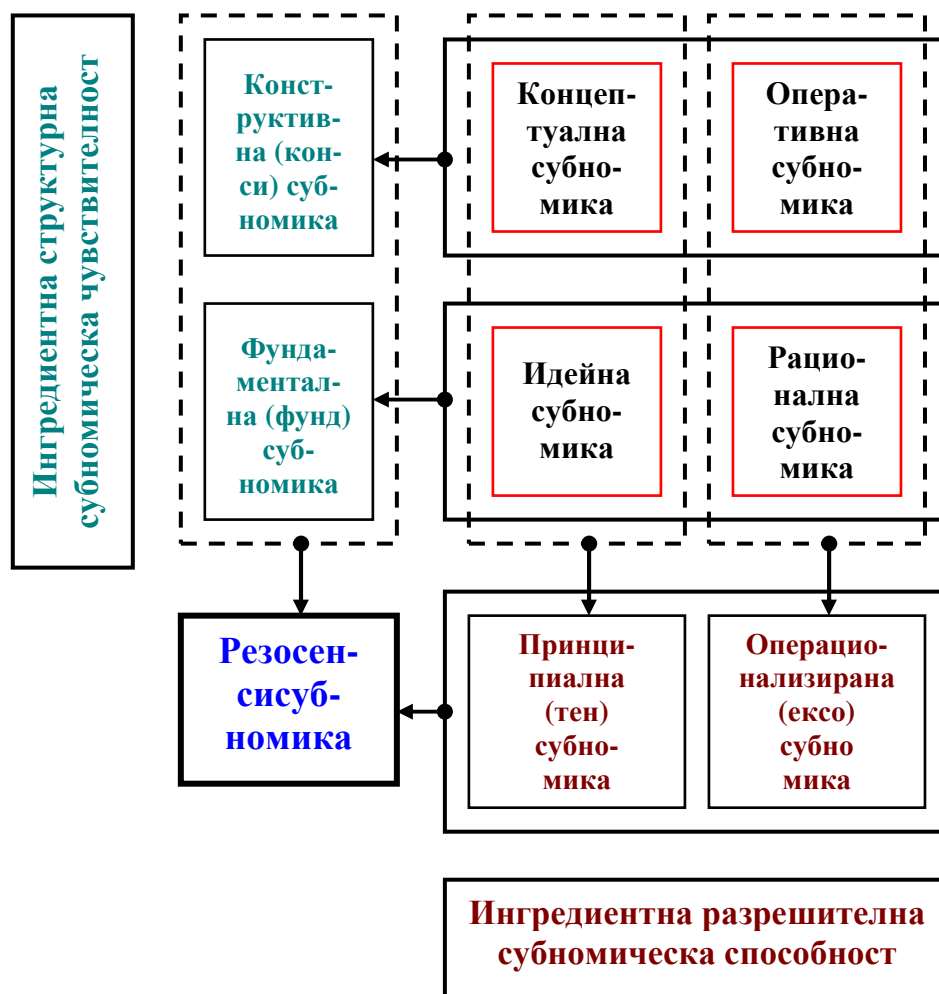 Ингредиентна структурна
субномическа чувствителност
Конст-
руктив-
на (кон-
си) суб-
номика
Концеп-
туална
субно-
мика
Опера-
тивна
субно-
мика
Фунда-
ментал-
на (фунд)
суб-
номика
Идейна
субно-
мика
Рацио-
нална
субно-
мика
Резосен-
сисуб-
номика
Принци-
пиална
(тен)
субно-
мика
Операцио-
нализирана
(ексо)
субно
мика
Ингредиентна разрешителна
субномическа способност